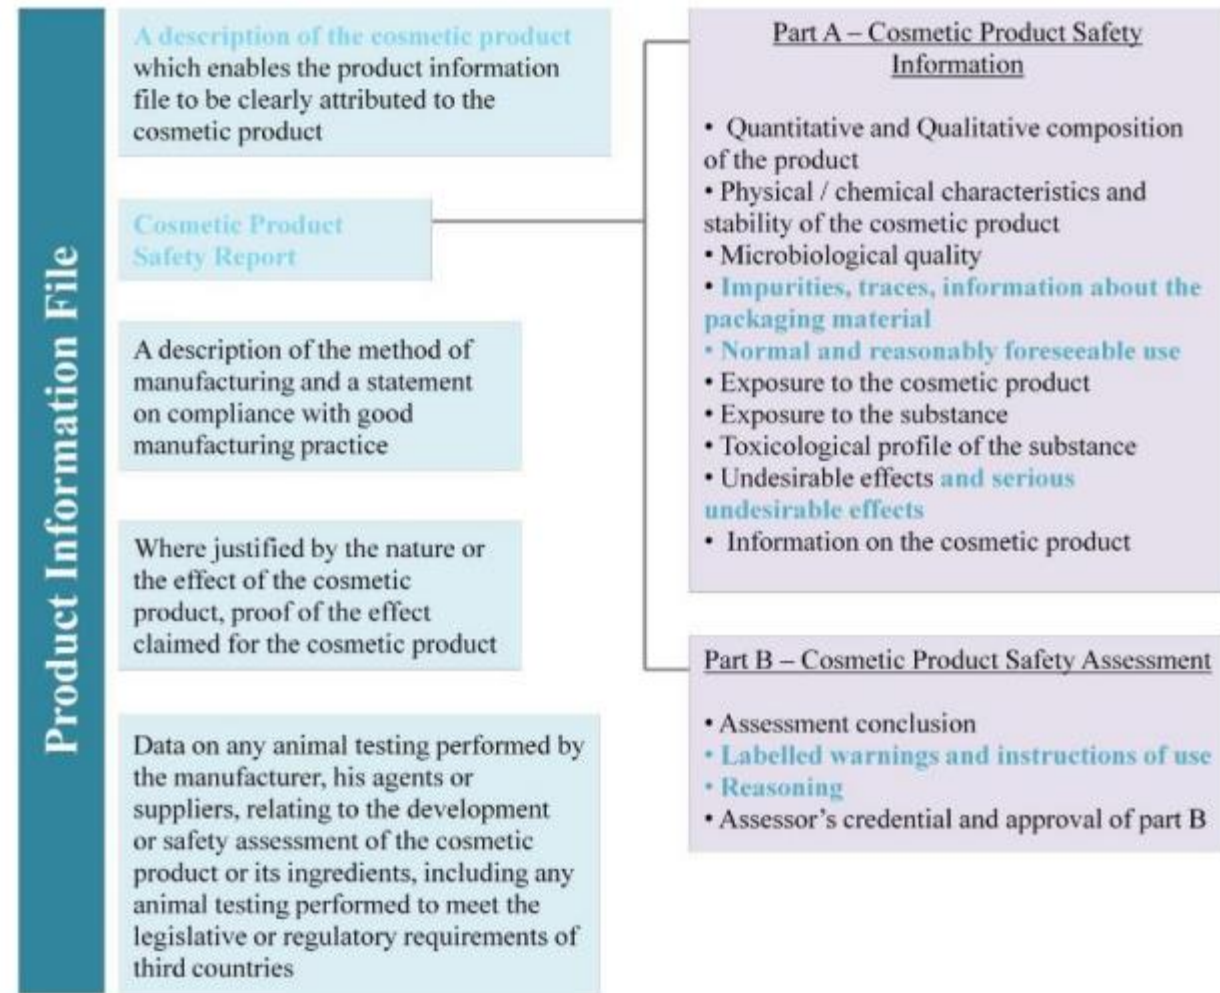 Product Information File
A description of the cosmetic product
which enables the product information
file to be clearly attributed to the
cosmetic product
Cosmetic Product
Safety Report
A description of the method of
manufacturing and a statement
on compliance with good
manufacturing practice
Where justified by the nature or
the effect of the cosmetic
product, proof of the effect
claimed for the cosmetic product
Data on any animal testing performed by
the manufacturer, his agents or
suppliers, relating to the development
or safety assessment of the cosmetic
product or its ingredients, including any
animal testing performed to meet the
legislative or regulatory requirements of
third countries
Part A – Cosmetic Product Safety
Information
• Quantitative and Qualitative composition
of the product
• Physical / chemical characteristics and
stability of the cosmetic product
• Microbiological quality
• Impurities, traces, information about the
packaging material
• Normal and reasonably foreseeable use
• Exposure to the cosmetic product
• Exposure to the substance
• Toxicological profile of the substance
• Undesirable effects and serious
undesirable effects
• Information on the cosmetic product
Part B – Cosmetic Product Safety Assessment
• Assessment conclusion
• Labelled warnings and instructions of use
• Reasoning
• Assessor's credential and approval of part B